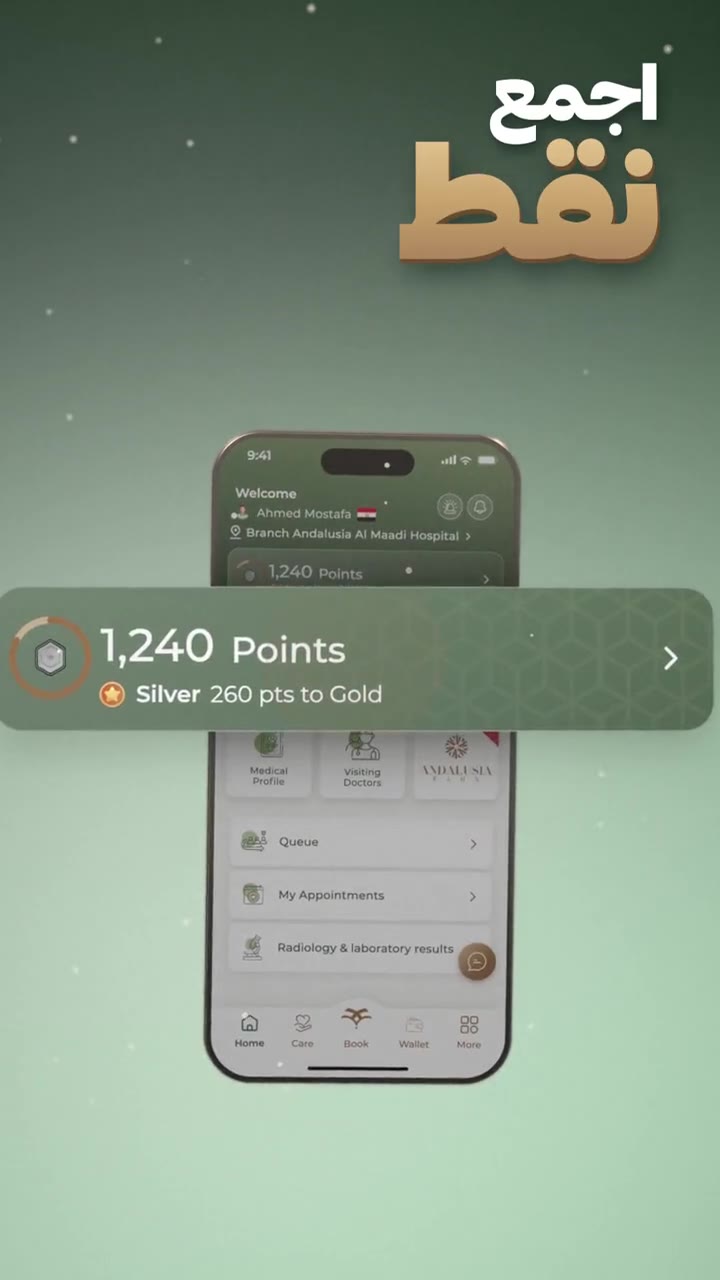 اجمع
نقط
9:41
Welcome
Ahmed Mostafa
Branch Andalusia Al Maadi Hospital
1,240 Points
1,240 Points
Silver 260 pts to Gold
Medical
Profile
Visiting
Doctors
ANDALUSIA
Queue
My Appointments
Radiology & laboratory results
Home
Care
Book
Wallet
More